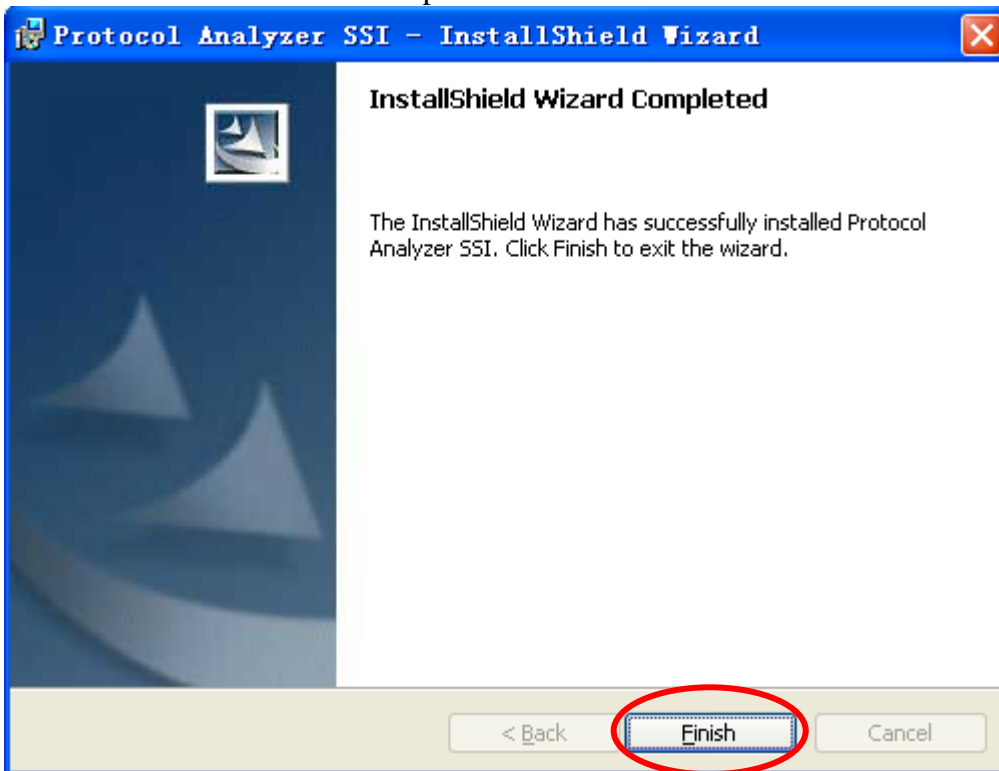 Protocol Analyzer SSI - InstallShield Wizard
InstallShield Wizard Completed
The InstallShield Wizard has successfully installed Protocol
Analyzer SSI. Click Finish to exit the wizard.
< Back
Finish
Cancel